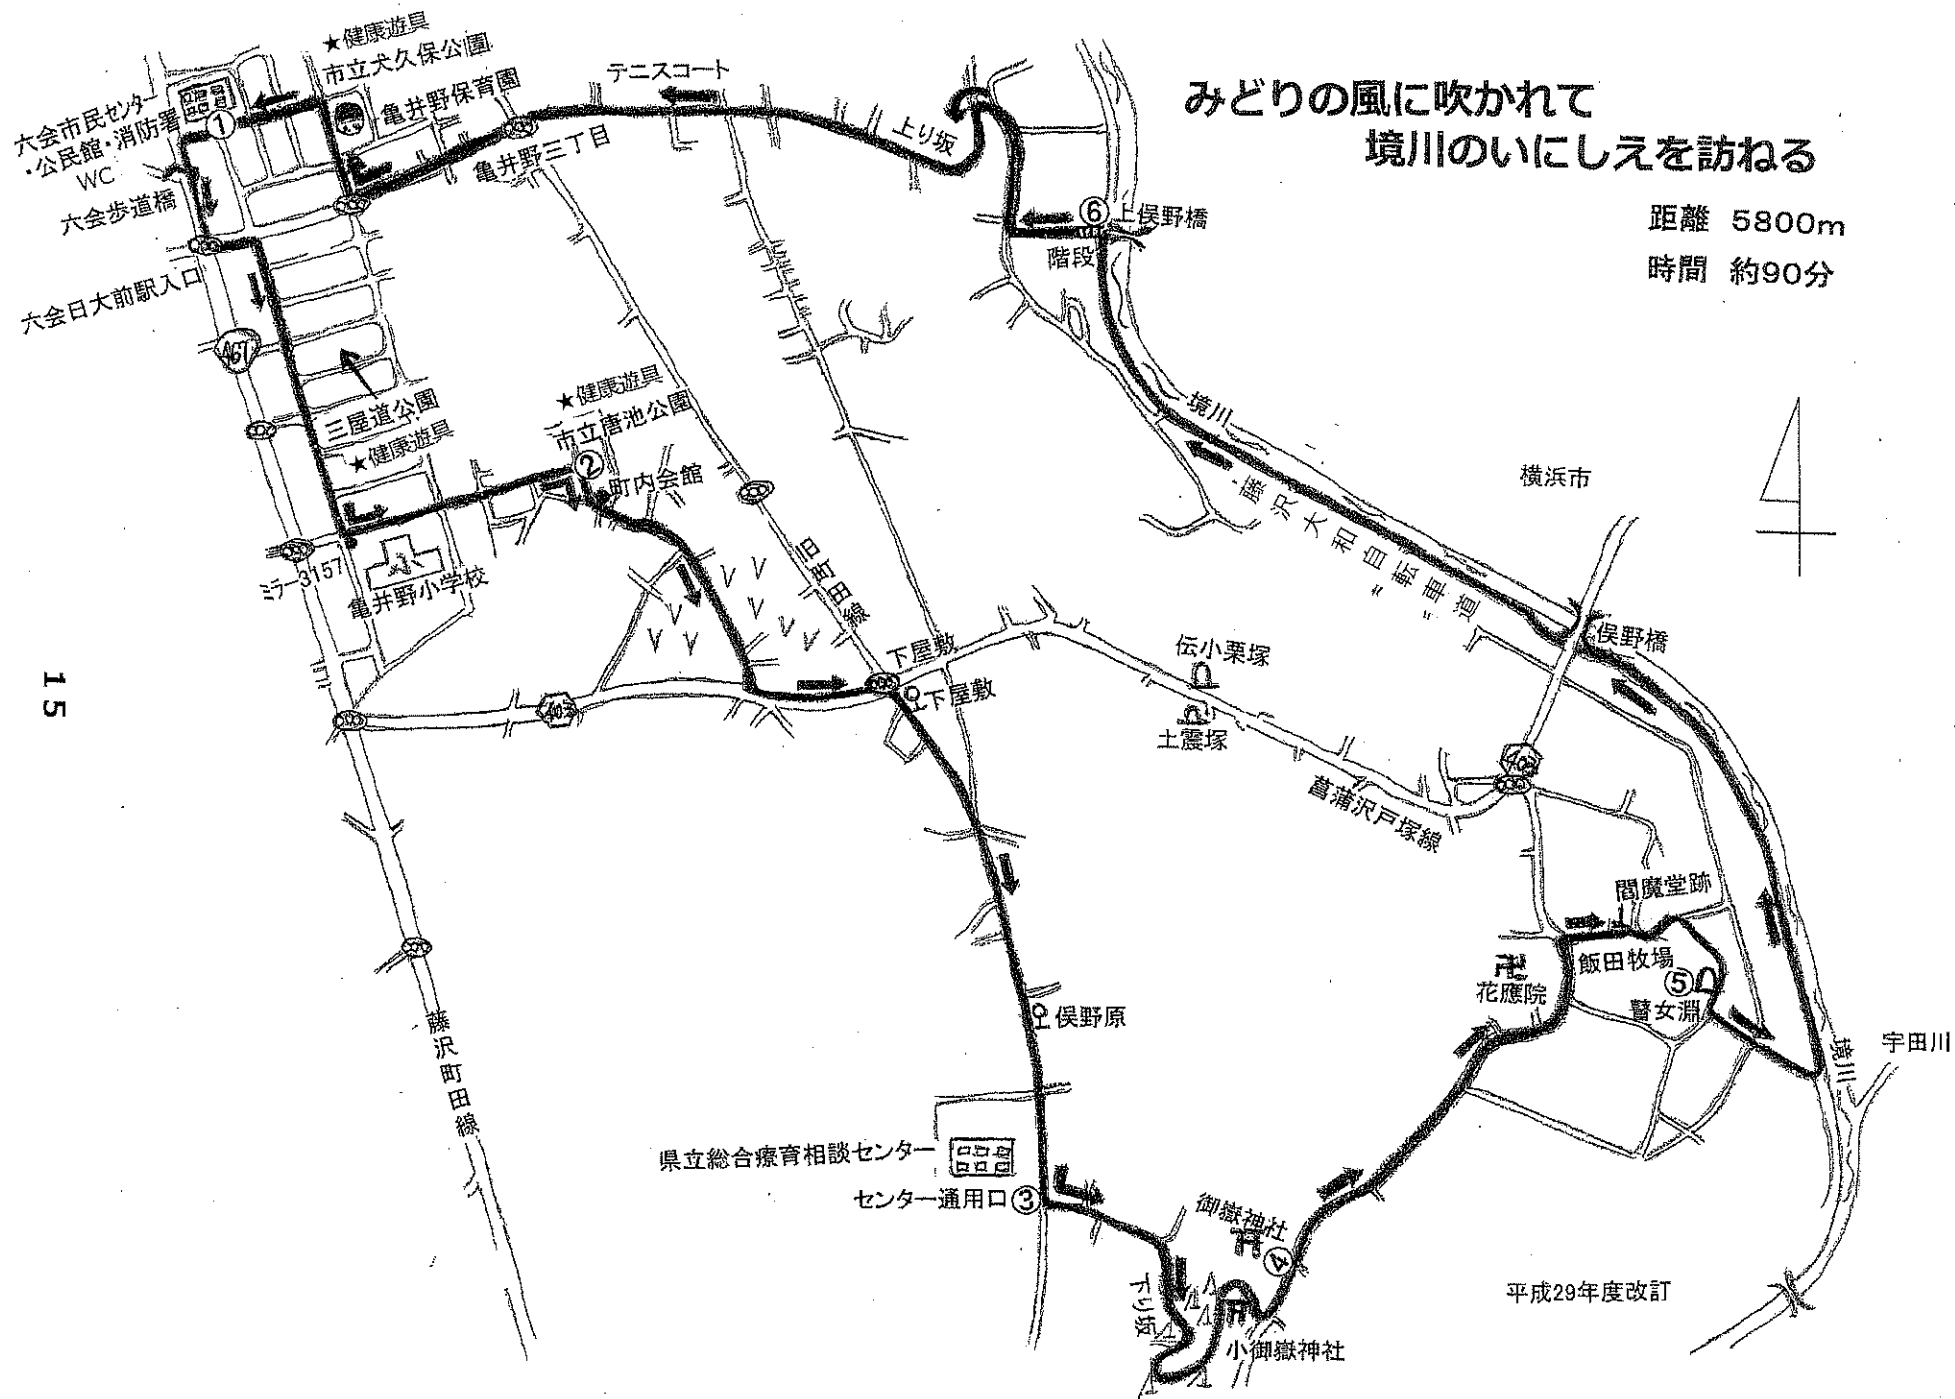 みどりの風に吹かれて
境川のいにしえを訪ねる
距離 5800m
時間 約90分
★健康遊具
市立犬久保公園
亀井野保育園
六会市民センター
・公民館・消防署
WC
①
六会歩道橋
六会日大前駅入口
467
三屋道公園
★健康遊具
テニスコート
亀井野三丁目
上り坂
⑥
上俣野橋
階段
境川
藤沢大和自転車道
横浜市
俣野橋
★健康遊具
市立唐池公園
②
町内会館
ミラー3157
小
亀井野小学校
旧町田線
下屋敷
下屋敷
403
伝小栗塚
土震塚
菖蒲沢戸塚線
403
15
藤沢町田線
俣野原
県立総合療育相談センター
センター通用口③
下り坂
御嶽神社
④
小御嶽神社
卍
花應院
閻魔堂跡
飯田牧場
⑤
瞽女淵
境川
宇田川
平成29年度改訂